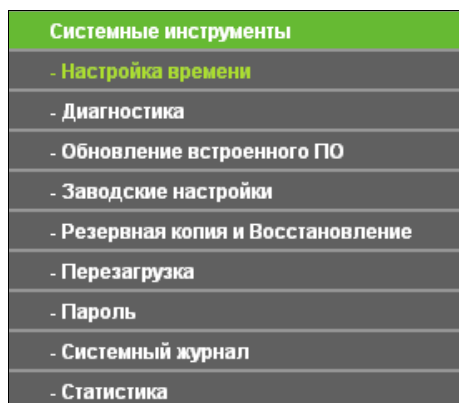 Системные инструменты
- Настройка времени
- Диагностика
- Обновление встроенного ПО
- Заводские настройки
- Резервная копия и Восстановление
- Перезагрузка
- Пароль
- Системный журнал
- Статистика